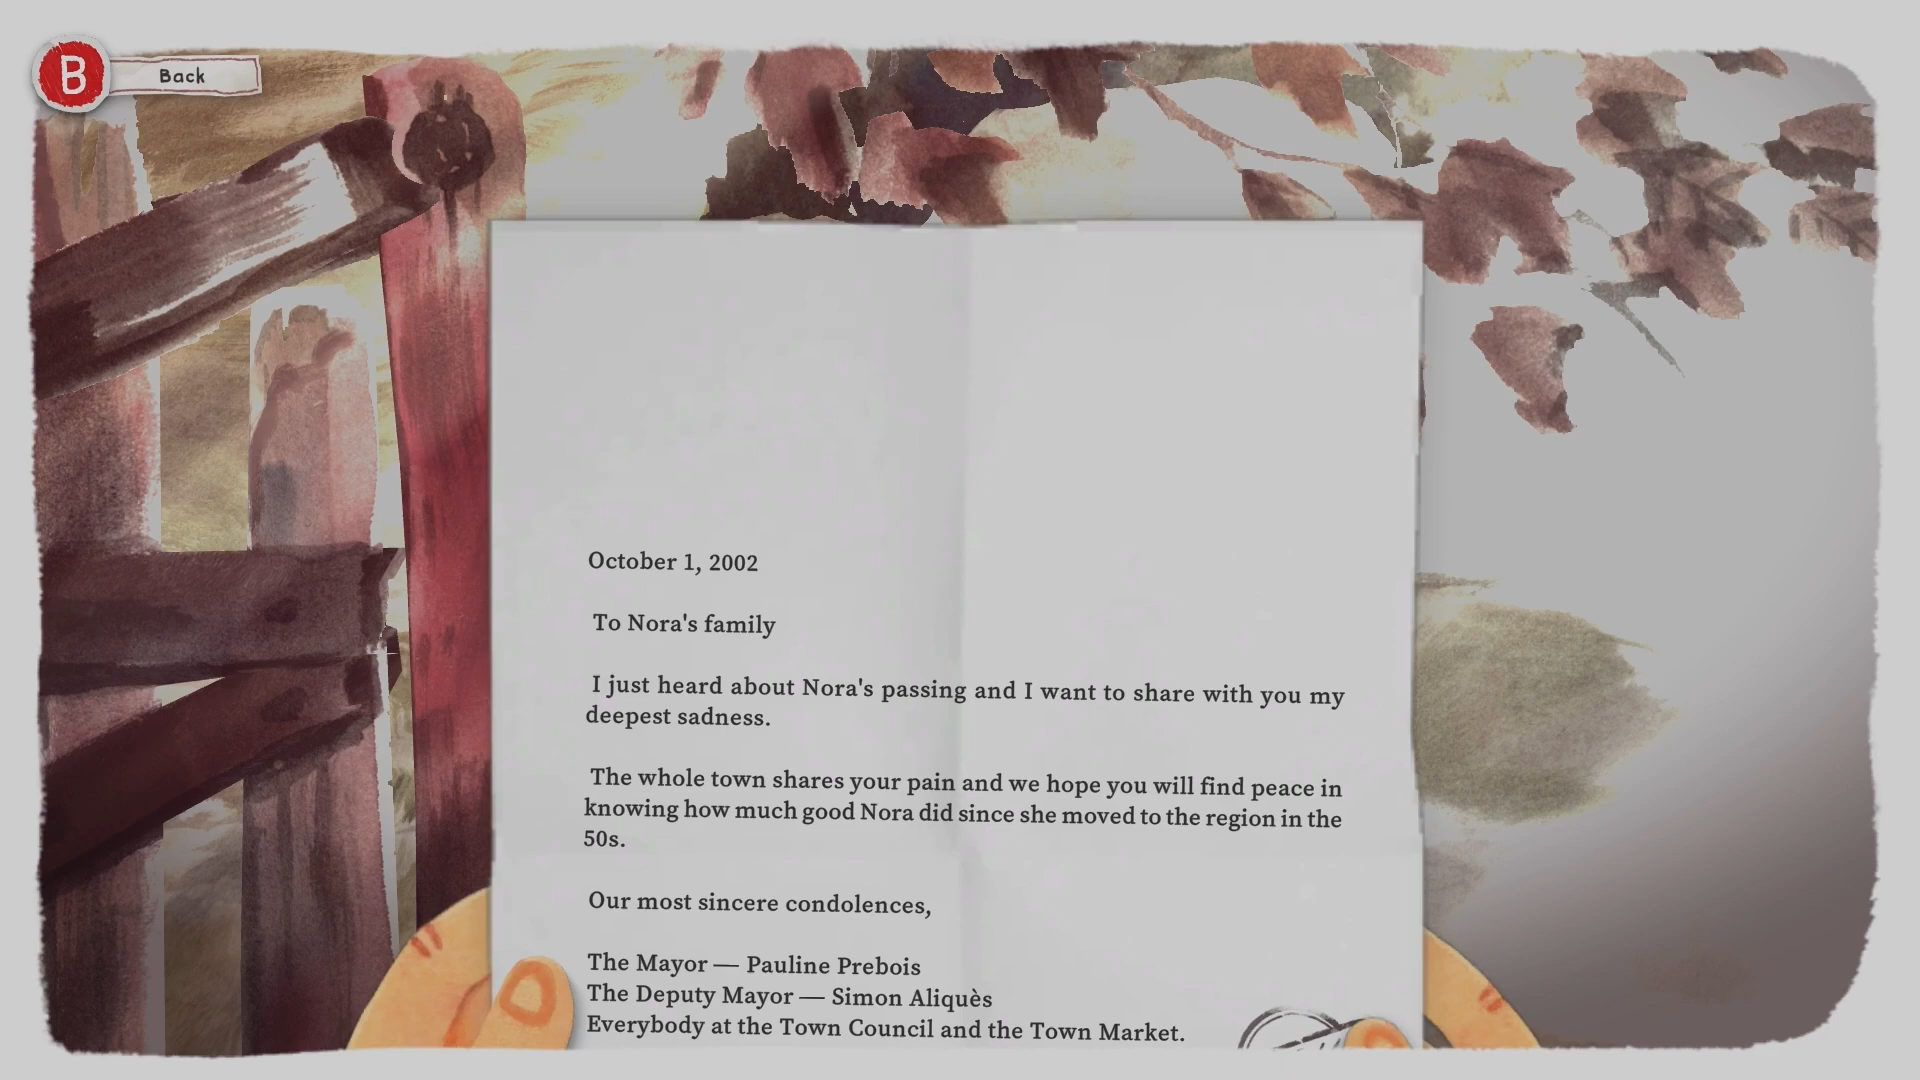 B Back
October 1, 2002
To Nora's family
I just heard about Nora's passing and I want to share with you my
deepest sadness.
The whole town shares your pain and we hope you will find peace in
knowing how much good Nora did since she moved to the region in the
50s.
Our most sincere condolences,
The Mayor — Pauline Prebois
The Deputy Mayor — Simon Aliquès
Everybody at the Town Council and the Town Market.